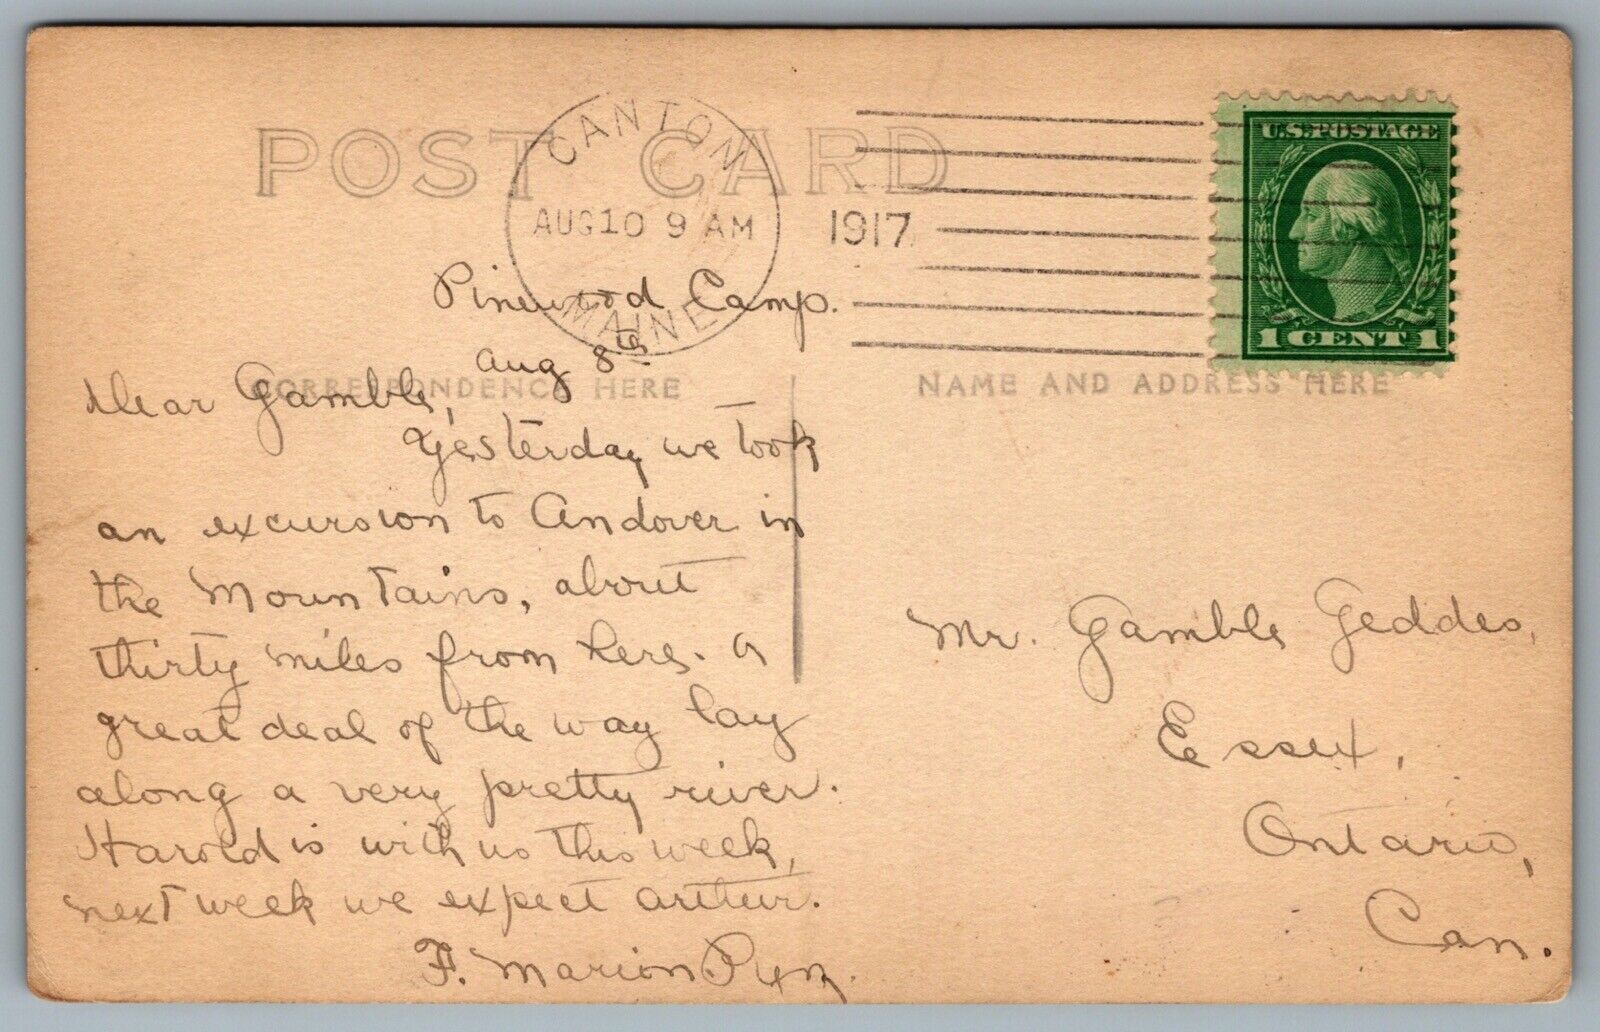 POST CARD
CANTON
AUG 10 9 AM
1917
MAINE
U.S. POSTAGE
1 CENT 1
CORRESPONDENCE HERE
NAME AND ADDRESS HERE
Pinewood Camp.
Aug 8th
Dear Gamble,
Yesterday we took
an excursion to Andover in
the Mountains, about
thirty miles from here. A
great deal of the way lay
along a very pretty river.
Harold is with us this week,
next week we expect Arthur.
F. Marion
Mr. Gamble Geddes,
Essex,
Ontario,
Can.